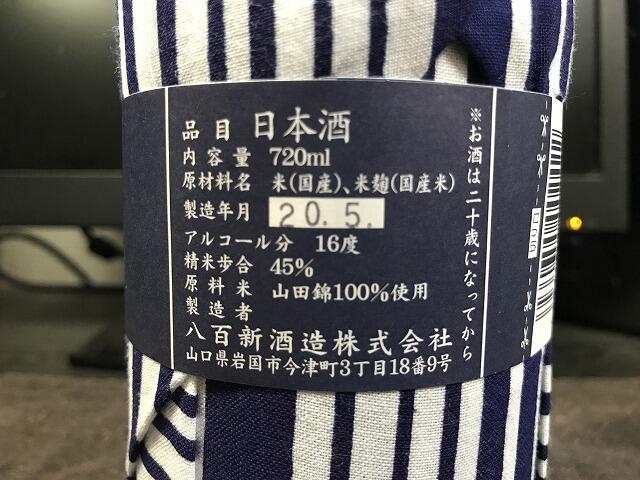 品目 日本酒
内容量 720ml
原材料名 米(国産)、米麹(国産米)
製造年月 20.5.
アルコール分 16度
精米歩合 45%
原料米 山田錦100%使用
製造者
八百新酒造株式会社
山口県岩国市今津町3丁目18番9号
※お酒は二十歳になってから